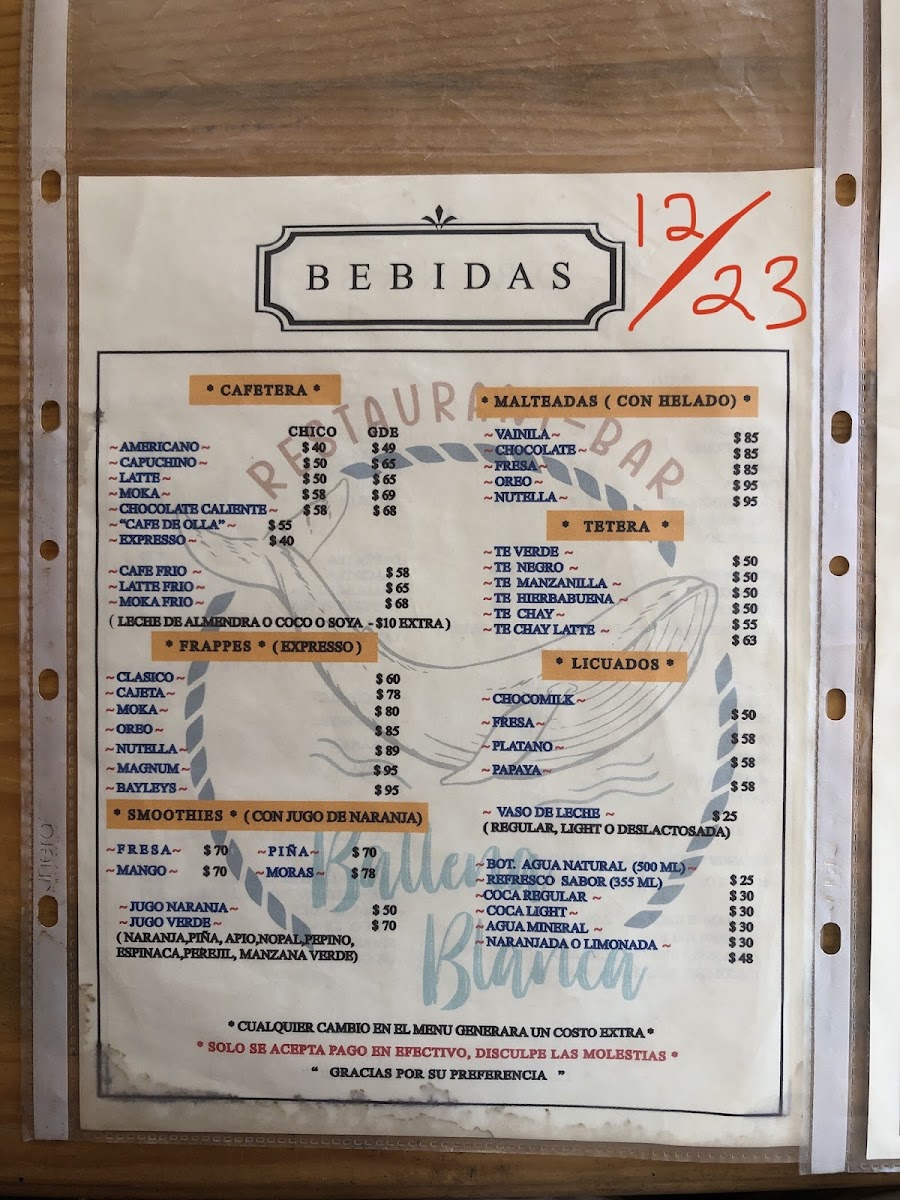 12/23
BEBIDAS
RESTAURANT-BAR
* CAFETERA *
CHICO GDE
~AMERICANO~ $ 40 $ 49
~CAPUCHINO~ $ 50 $ 65
~LATTE~ $ 50 $ 65
~MOKA~ $ 58 $ 69
~CHOCOLATE CALIENTE~ $ 58 $ 68
~"CAFE DE OLLA"~ $ 55
~EXPRESSO~ $ 40
~CAFE FRIO~ $ 58
~LATTE FRIO~ $ 65
~MOKA FRIO~ $ 68
( LECHE DE ALMENDRA O COCO O SOYA - $10 EXTRA )
* FRAPPES * ( EXPRESSO )
~CLASICO~ $ 60
~CAJETA~ $ 78
~MOKA~ $ 80
~OREO~ $ 85
~NUTELLA~ $ 89
~MAGNUM~ $ 95
~BAYLEYS~ $ 95
* SMOOTHIES * ( CON JUGO DE NARANJA)
~FRESA~ $ 70 ~PIÑA~ $ 70
~MANGO~ $ 70 ~MORAS~ $ 78
~JUGO NARANJA~ $ 50
~JUGO VERDE~ $ 70
( NARANJA,PIÑA, APIO,NOPAL,PEPINO,
ESPINACA,PEREJIL, MANZANA VERDE)
* MALTEADAS ( CON HELADO) *
~VAINILA~ $ 85
~CHOCOLATE~ $ 85
~FRESA~ $ 85
~OREO~ $ 95
~NUTELLA~ $ 95
* TETERA *
~TE VERDE ~ $ 50
~TE NEGRO~ $ 50
~TE MANZANILLA ~ $ 50
~TE HIERBABUENA~ $ 50
~TE CHAY~ $ 55
~TE CHAY LATTE~ $ 63
* LICUADOS *
~CHOCOMILK~ $ 50
~FRESA~ $ 58
~PLATANO~ $ 58
~PAPAYA~ $ 58
~ VASO DE LECHE ~ $ 25
( REGULAR, LIGHT O DESLACTOSADA)
~BOT. AGUA NATURAL (500 ML)~ $ 25
~REFRESCO SABOR (355 ML) $ 30
~COCA REGULAR ~ $ 30
~COCA LIGHT~ $ 30
~AGUA MINERAL ~ $ 30
~NARANJADA O LIMONADA ~ $ 48
Ballena
Blanca
* CUALQUIER CAMBIO EN EL MENU GENERARA UN COSTO EXTRA *
* SOLO SE ACEPTA PAGO EN EFECTIVO, DISCULPE LAS MOLESTIAS *
" GRACIAS POR SU PREFERENCIA "